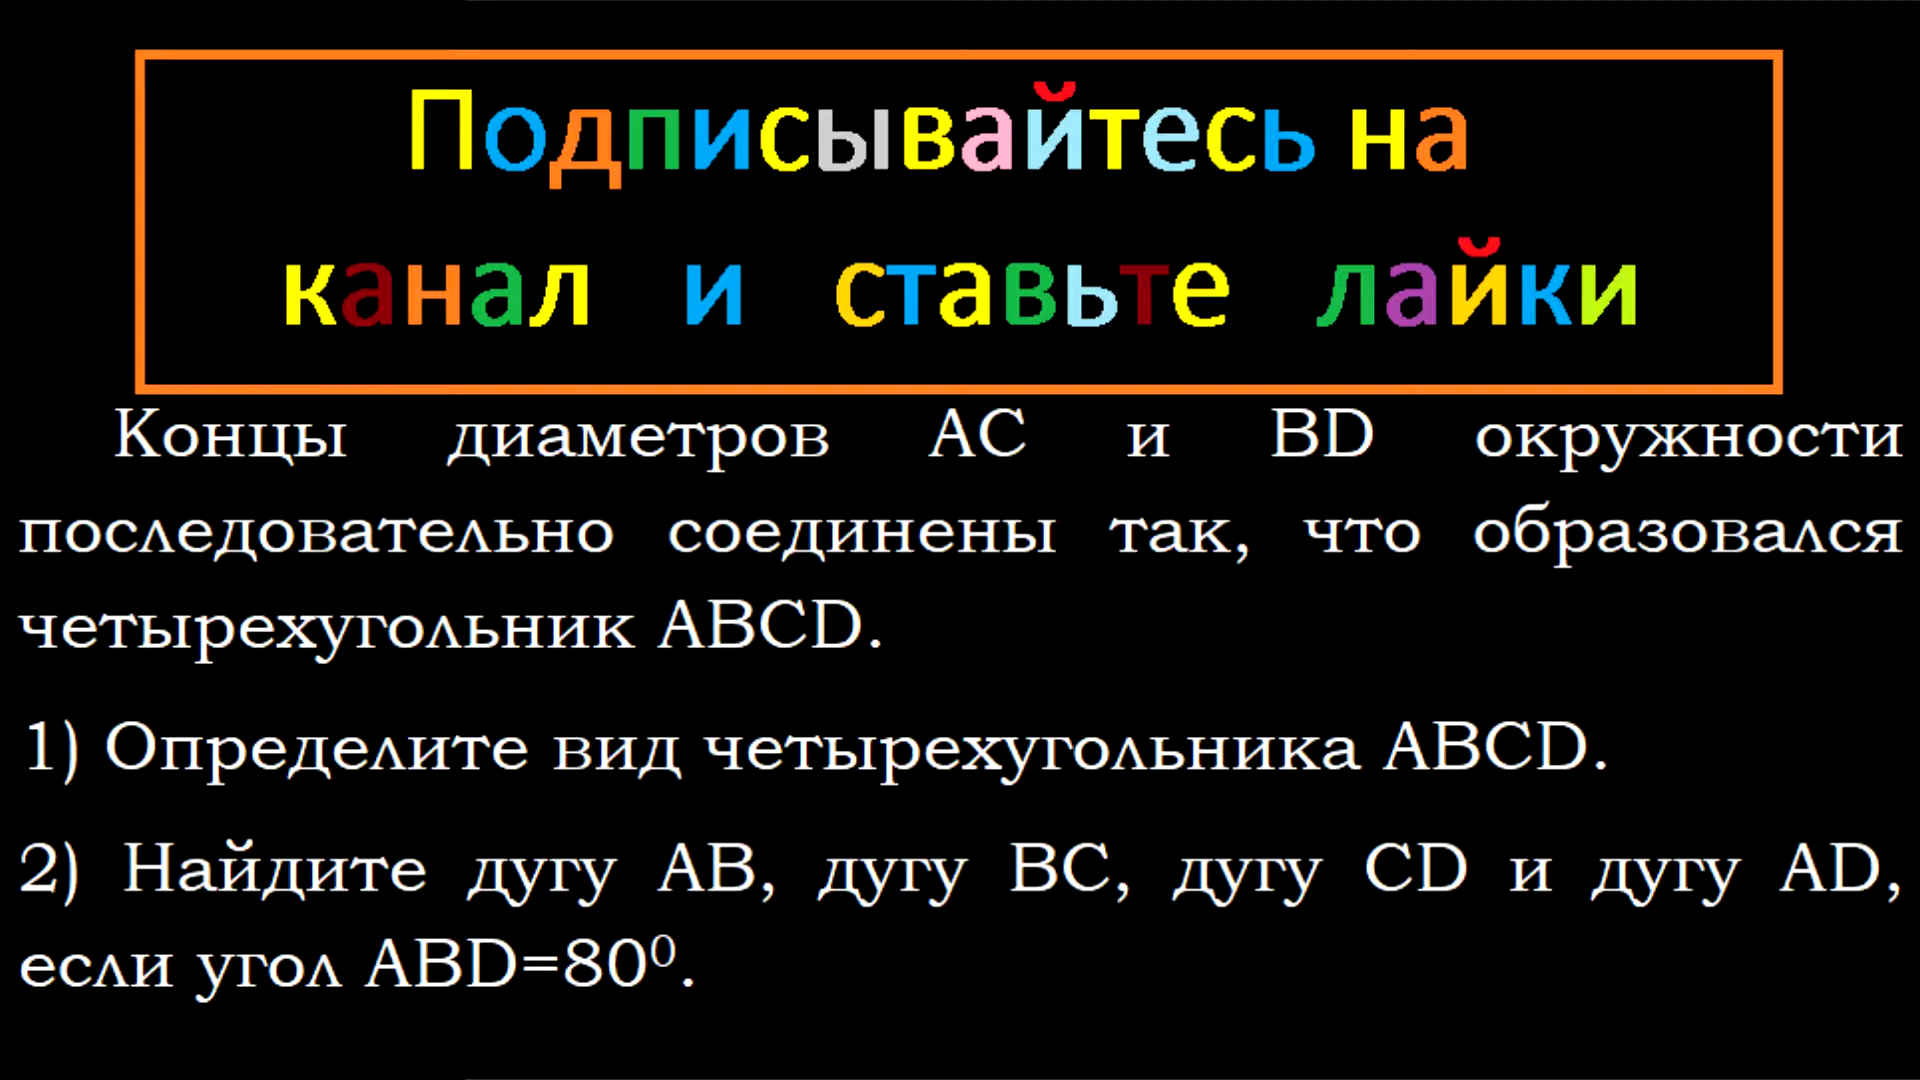 Подписывайтесь на
канал и ставьте лайки
Концы диаметров AC и BD окружности
последовательно соединены так, что образовался
четырехугольник ABCD.
1) Определите вид четырехугольника ABCD.
2) Найдите дугу AB, дугу BC, дугу CD и дугу AD,
если угол ABD=80⁰.